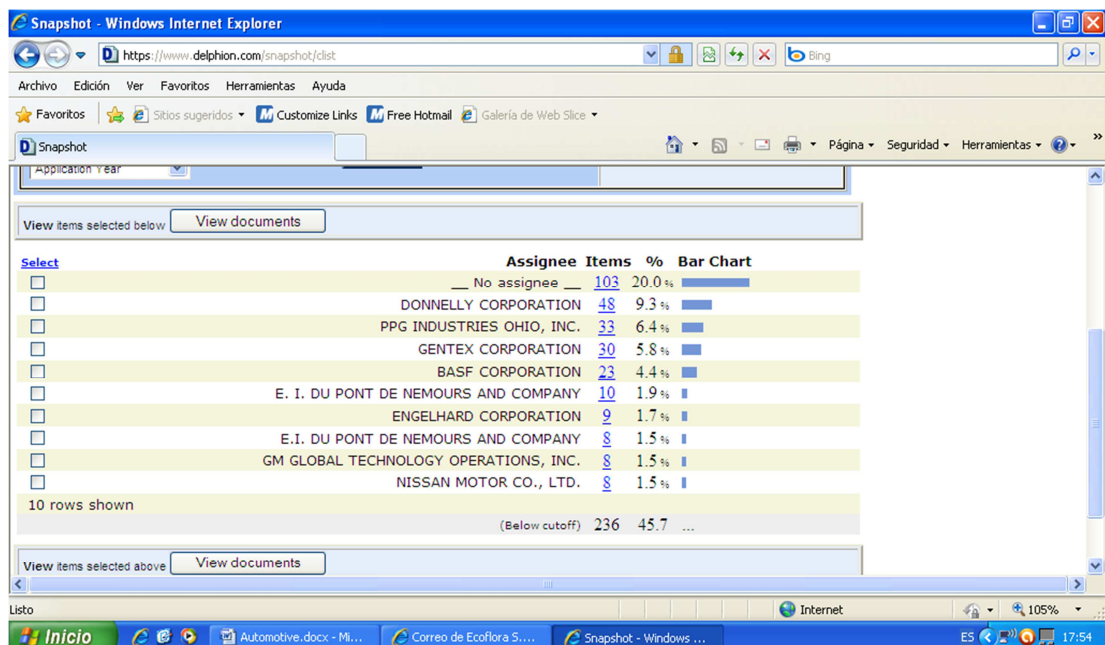 Snapshot - Windows Internet Explorer
https://www.delphion.com/snapshot/clist
Bing
Archivo Edición Ver Favoritos Herramientas Ayuda
Favoritos Sitios sugeridos Customize Links Free Hotmail Galería de Web Slice
Snapshot Página Seguridad Herramientas »
Application Year
View items selected below View documents
Select Assignee Items % Bar Chart
__ No assignee __ 103 20.0 %
DONNELLY CORPORATION 48 9.3 %
PPG INDUSTRIES OHIO, INC. 33 6.4 %
GENTEX CORPORATION 30 5.8 %
BASF CORPORATION 23 4.4 %
E. I. DU PONT DE NEMOURS AND COMPANY 10 1.9 %
ENGELHARD CORPORATION 9 1.7 %
E.I. DU PONT DE NEMOURS AND COMPANY 8 1.5 %
GM GLOBAL TECHNOLOGY OPERATIONS, INC. 8 1.5 %
NISSAN MOTOR CO., LTD. 8 1.5 %
10 rows shown
(Below cutoff) 236 45.7 ...
View items selected above View documents
Listo Internet 105%
Inicio Automotive.docx - Mi... Correo de Ecoflora S.... Snapshot - Windows ... ES 17:54